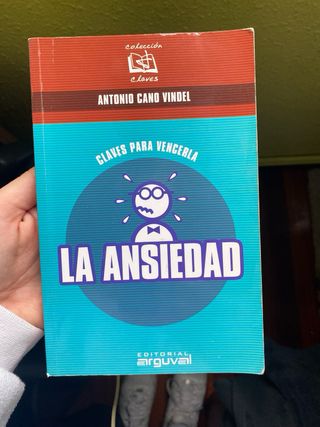 colección
claves
ANTONIO CANO VINDEL
CLAVES PARA VENCERLA
LA ANSIEDAD
EDITORIAL
arguval